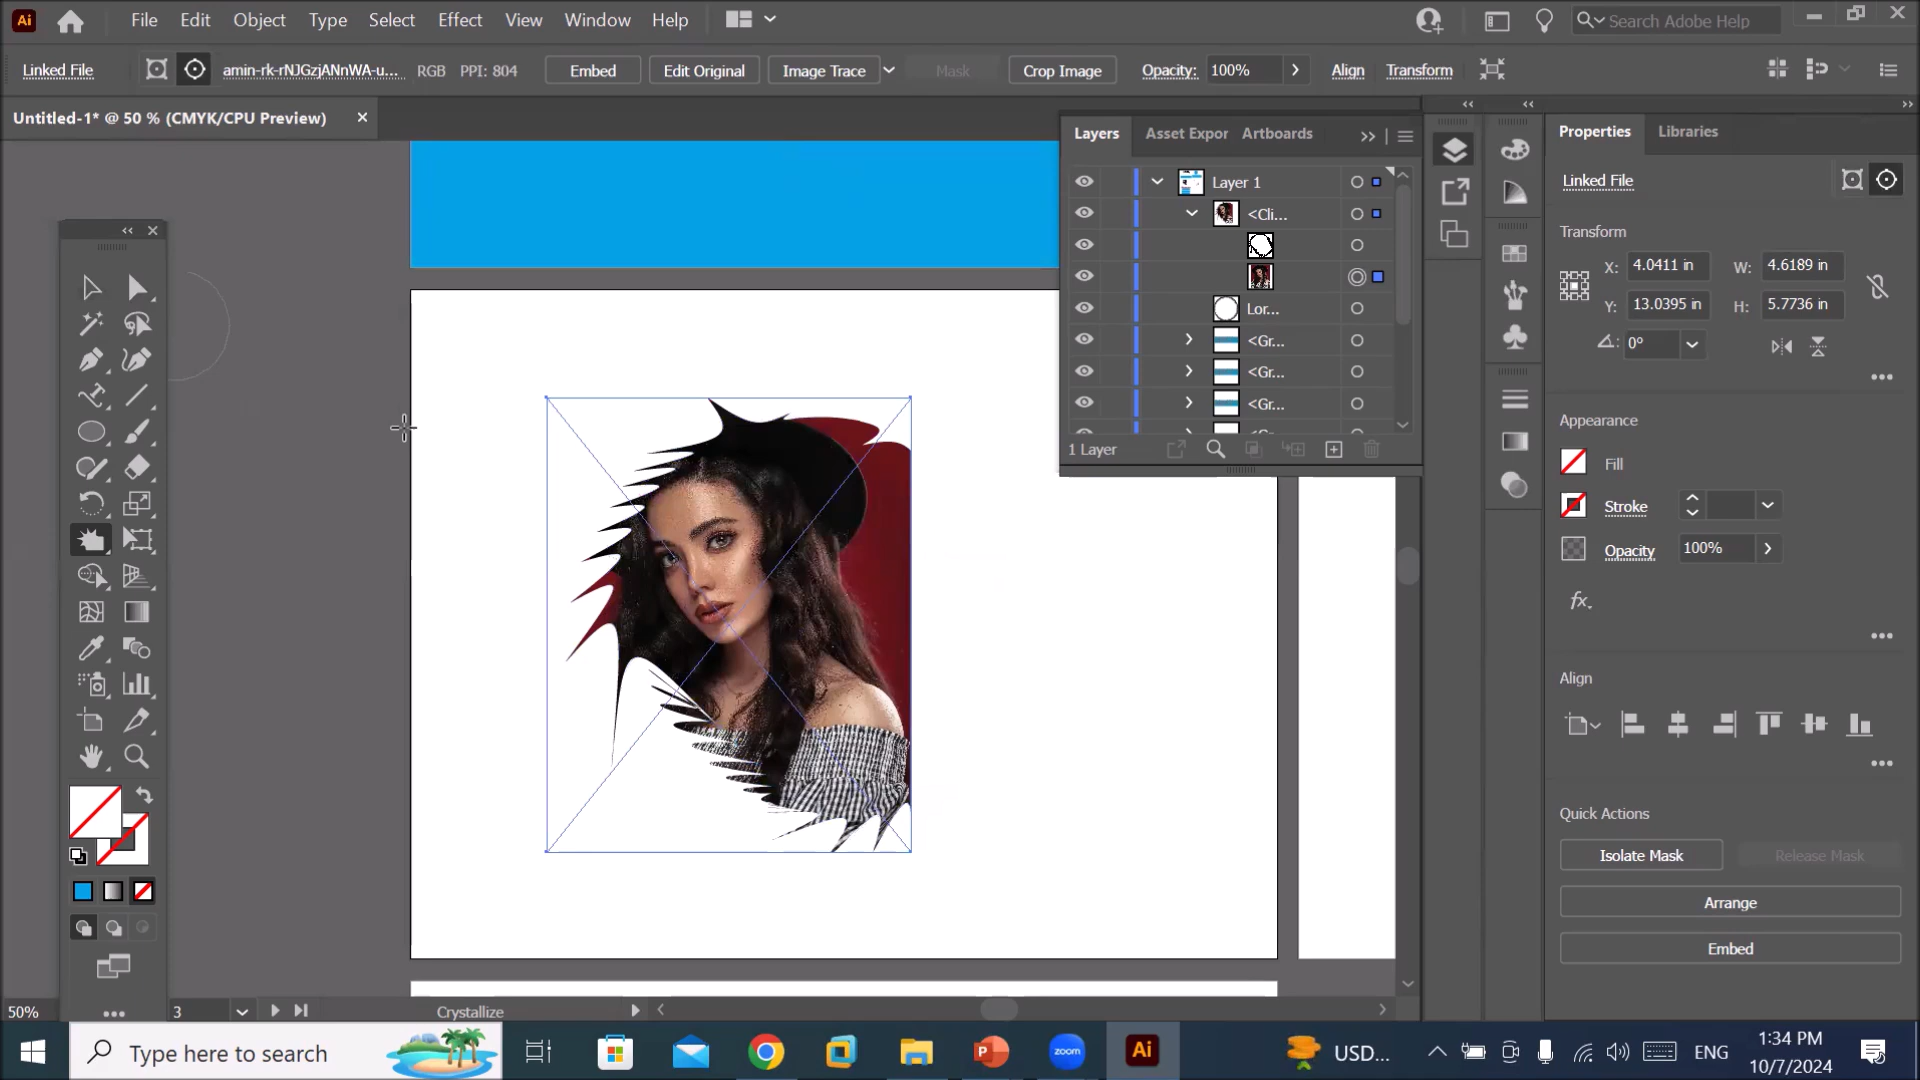 Ai File Edit Object Type Select Effect View Window Help Search Adobe Help
Linked File amin-rk-rNJGzjANnWA-u... RGB PPI: 804 Embed Edit Original Image Trace Mask Crop Image Opacity: 100% Align Transform
Untitled-1* @ 50 % (CMYK/CPU Preview)
Layers Asset Expor Artboards
Layer 1
<Cli...
Lor...
<Gr...
<Gr...
<Gr...
1 Layer
Properties Libraries
Linked File
Transform
X: 4.0411 in W: 4.6189 in
Y: 13.0395 in H: 5.7736 in
0°
Appearance
Fill
Stroke
Opacity 100%
fx.
Align
Quick Actions
Isolate Mask Release Mask
Arrange
Embed
50% 3 Crystallize
Type here to search zoom Ai USD... ENG 1:34 PM
10/7/2024